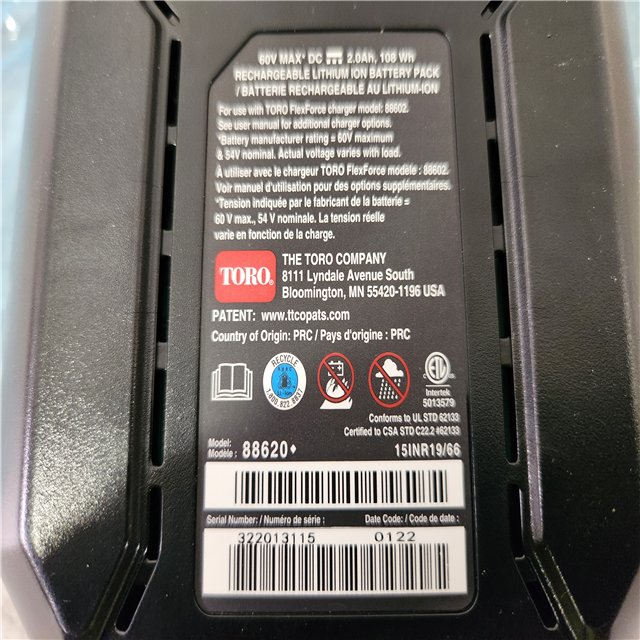 60V MAX* DC 2.0Ah, 108 Wh
RECHARGEABLE LITHIUM ION BATTERY PACK
/ BATTERIE RECHARGEABLE AU LITHIUM-ION
For use with TORO FlexForce charger model: 88602.
See user manual for additional charger options.
*Battery manufacturer rating = 60V maximum
& 54V nominal. Actual voltage varies with load.
À utiliser avec le chargeur TORO FlexForce modèle : 88602.
Voir manuel d'utilisation pour des options supplémentaires.
*Tension indiquée par le fabricant de la batterie =
60 V max., 54 V nominale. La tension réelle
varie en fonction de la charge.
TORO®
THE TORO COMPANY
8111 Lyndale Avenue South
Bloomington, MN 55420-1196 USA
PATENT: www.ttcopats.com
Country of Origin: PRC / Pays d'origine : PRC
RECYCLE
Li-Ion
1.800.822.8837
ETL
Intertek
5013579
Conforms to UL STD 62133
Certified to CSA STD C22.2 #62133
Model:
Modèle : 88620♦ 15INR19/66
Serial Number: / Numéro de série : Date Code: / Code de date :
322013115 0122